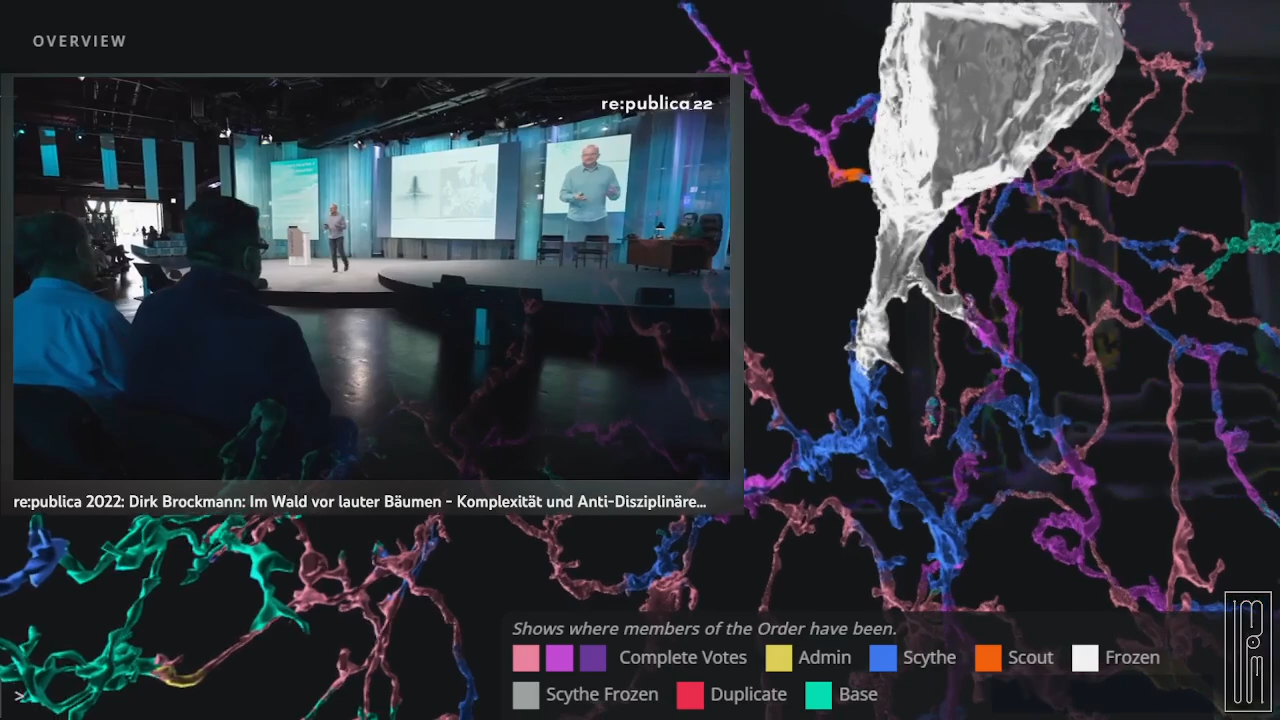 OVERVIEW
re:publica 22
re:publica 2022: Dirk Brockmann: Im Wald vor lauter Bäumen - Komplexität und Anti-Disziplinäre...
Shows where members of the Order have been.
Complete Votes Admin Scythe Scout Frozen
Scythe Frozen Duplicate Base
>